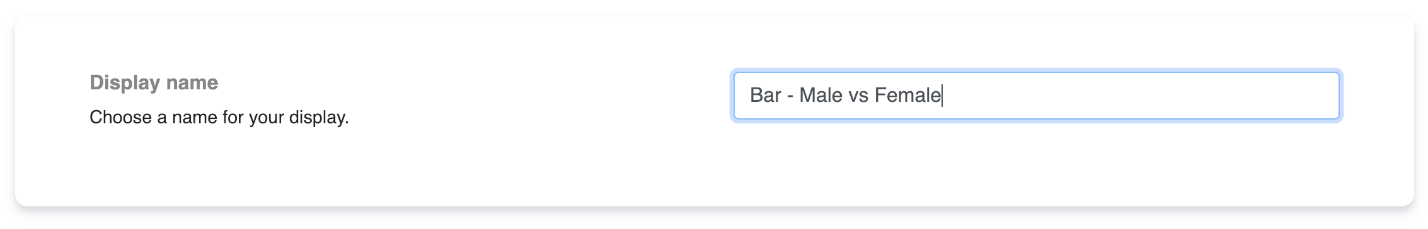 Display name
Bar - Male vs Female
Choose a name for your display.